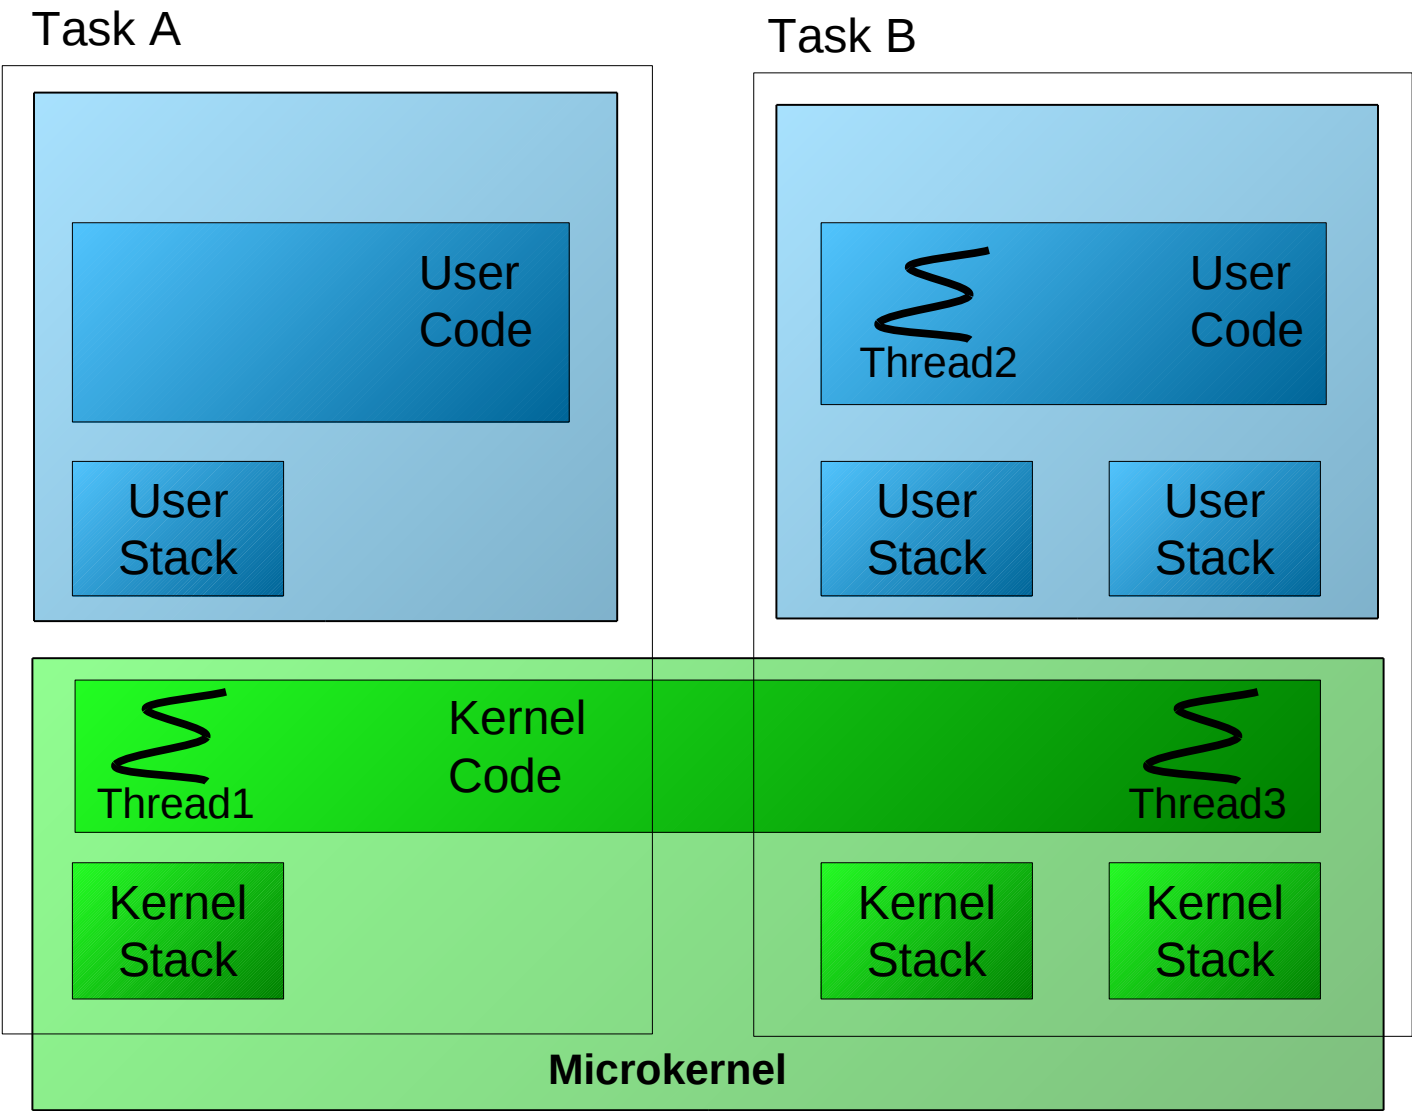 Task A
Task B
User
Code
User
Stack
Thread2
User
Code
User
Stack
User
Stack
Thread1
Kernel
Code
Thread3
Kernel
Stack
Kernel
Stack
Kernel
Stack
Microkernel